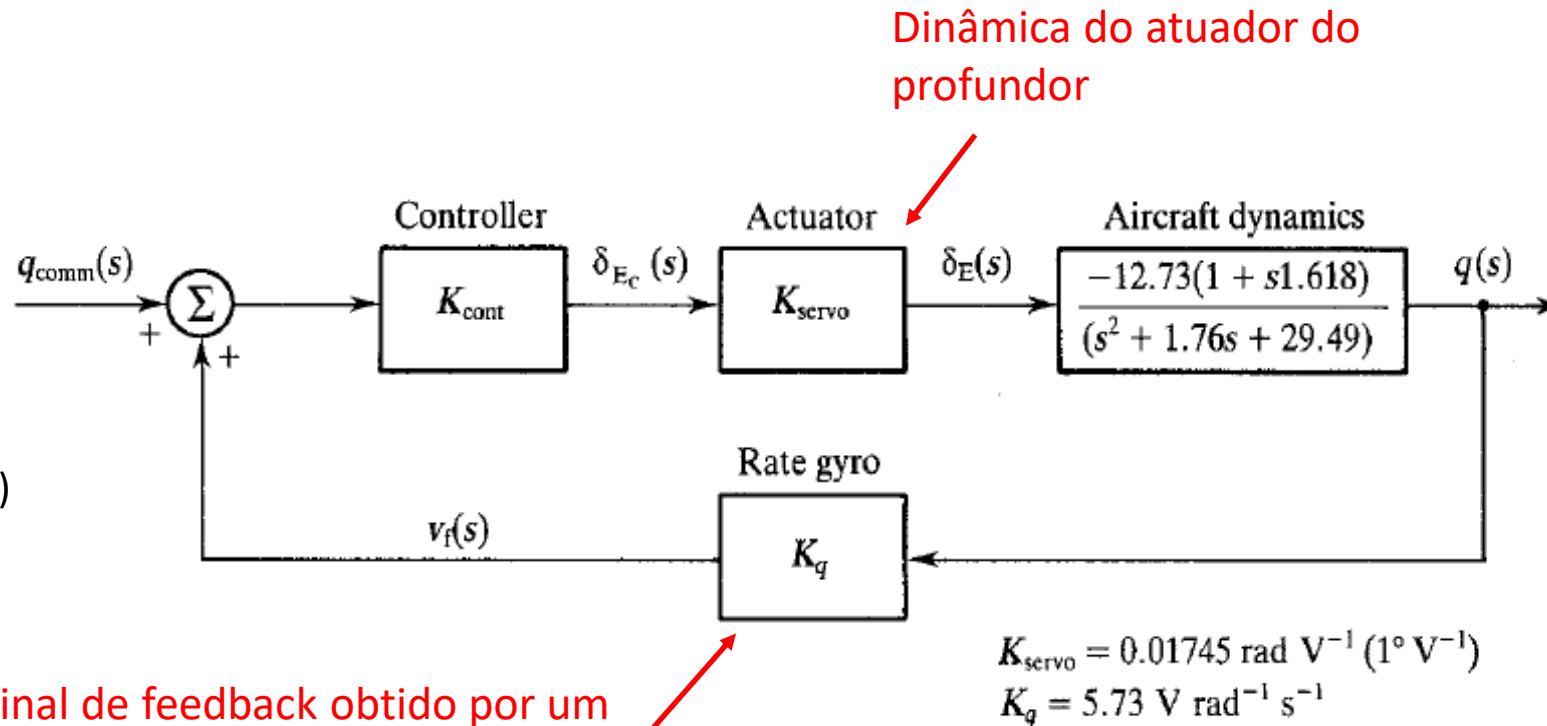 Dinâmica do atuador do
profundor
Controller
Actuator
Aircraft dynamics
q_comm(s)
+
Σ
+
K_cont
δ_E_c (s)
K_servo
δ_E(s)
−12.73(1 + s1.618)
(s² + 1.76s + 29.49)
q(s)
)
Rate gyro
v_f(s)
K_q
K_servo = 0.01745 rad V⁻¹ (1° V⁻¹)
K_q = 5.73 V rad⁻¹ s⁻¹
inal de feedback obtido por um